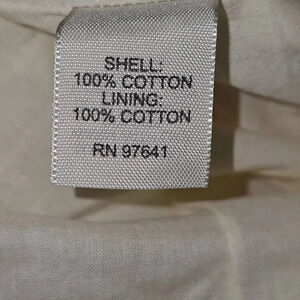 SHELL:
100% COTTON
LINING:
100% COTTON
RN 97641